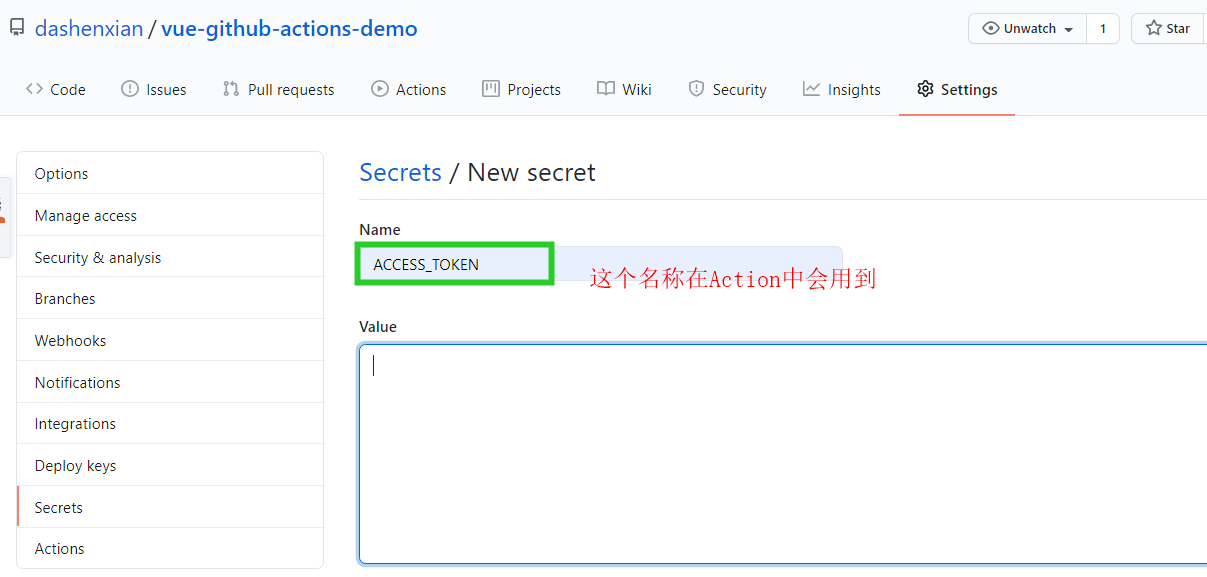 dashenxian / vue-github-actions-demo
Unwatch 1 Star
Code Issues Pull requests Actions Projects Wiki Security Insights Settings
Options
Manage access
Security & analysis
Branches
Webhooks
Notifications
Integrations
Deploy keys
Secrets
Actions
Secrets / New secret
Name
ACCESS_TOKEN
这个名称在Action中会用到
Value